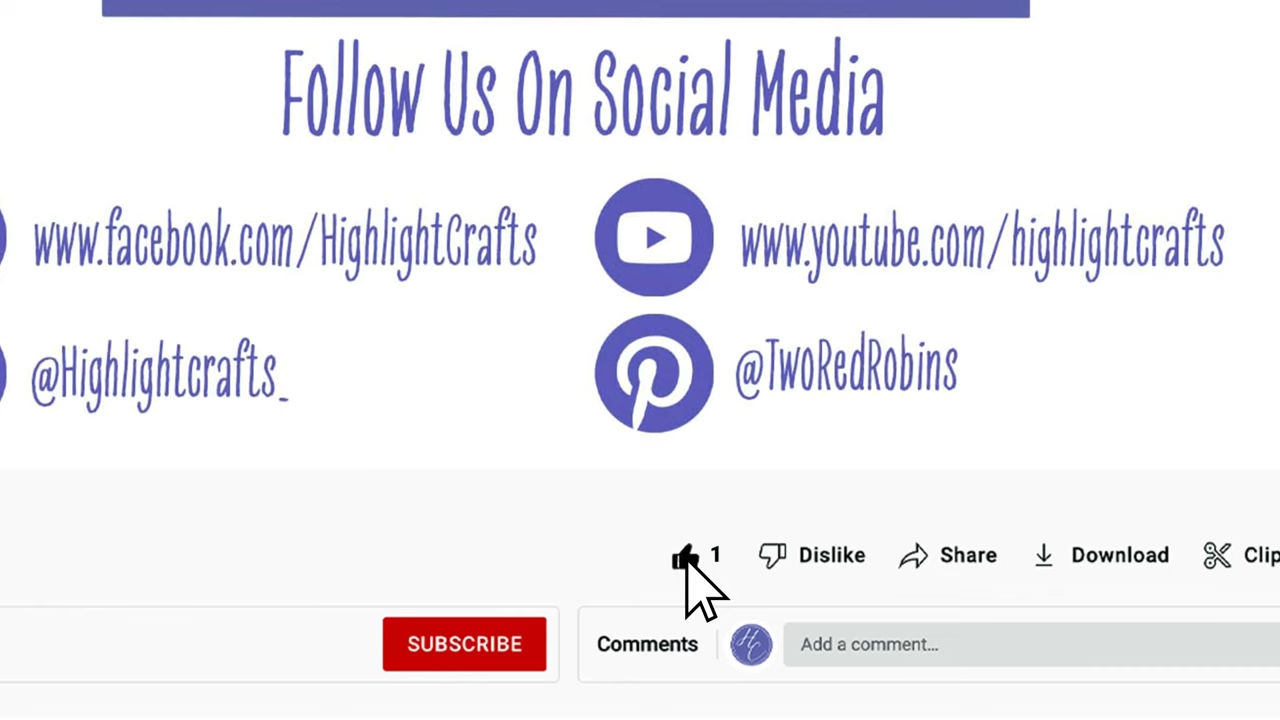 Follow Us On Social Media
www.facebook.com/HighlightCrafts
www.youtube.com/highlightcrafts
@Highlightcrafts_
@TwoRedRobins
1 Dislike Share Download Clip
SUBSCRIBE
Comments
HC
Add a comment...